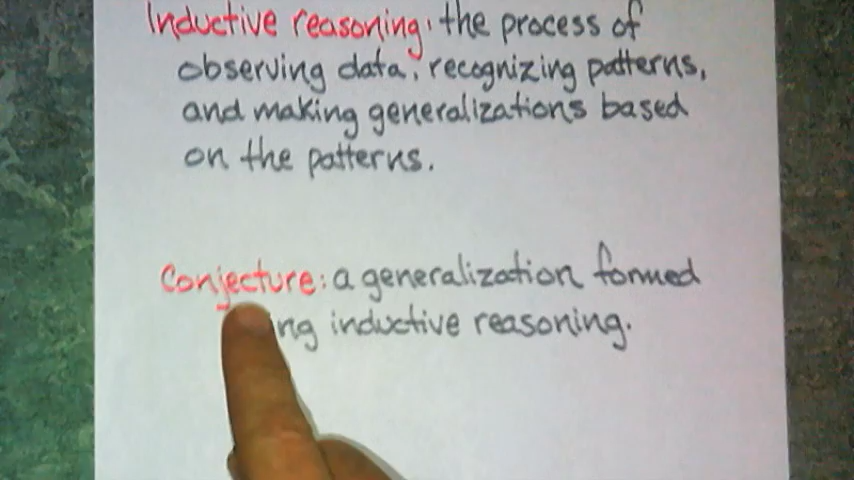 Inductive reasoning: the process of
observing data, recognizing patterns,
and making generalizations based
on the patterns.
Conjecture: a generalization formed
inductive reasoning.